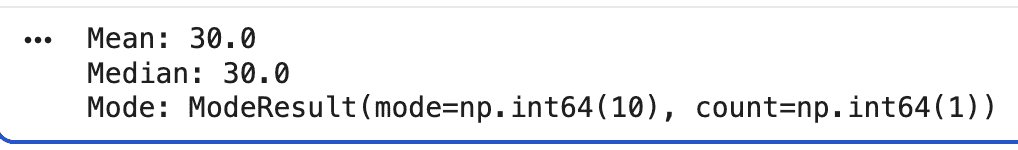 Mean: 30.0
Median: 30.0
Mode: ModeResult(mode=np.int64(10), count=np.int64(1))